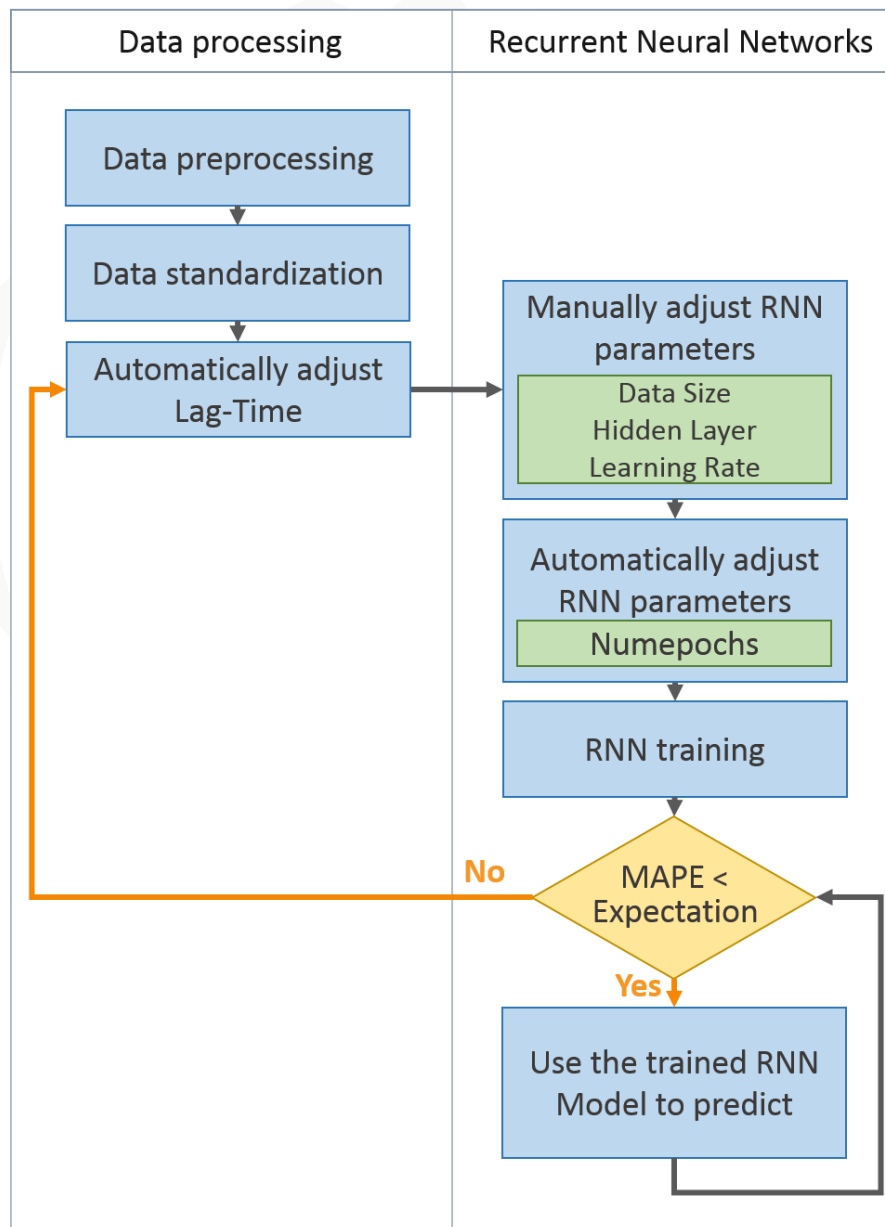 Data processing
Recurrent Neural Networks
Data preprocessing
Data standardization
Automatically adjust
Lag-Time
Manually adjust RNN
parameters
Data Size
Hidden Layer
Learning Rate
Automatically adjust
RNN parameters
Numepochs
RNN training
MAPE <
Expectation
No
Yes
Use the trained RNN
Model to predict